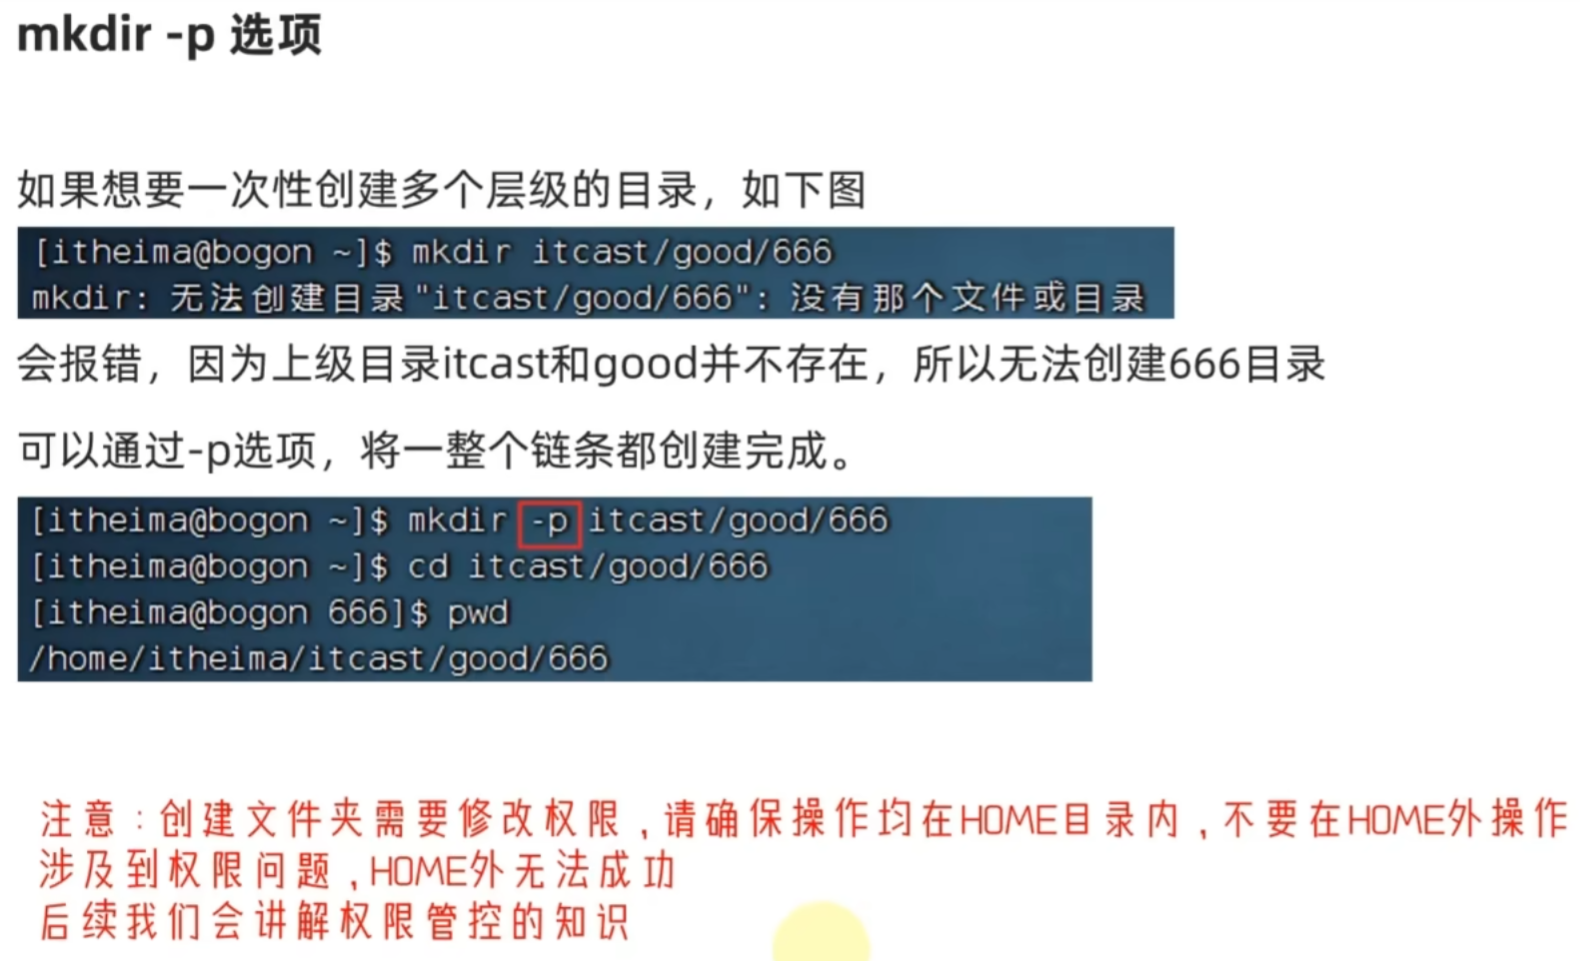 mkdir -p 选项
如果想要一次性创建多个层级的目录，如下图
[itheima@bogon ~]$ mkdir itcast/good/666
mkdir: 无法创建目录"itcast/good/666": 没有那个文件或目录
会报错，因为上级目录itcast和good并不存在，所以无法创建666目录
可以通过-p选项，将一整个链条都创建完成。
[itheima@bogon ~]$ mkdir -p itcast/good/666
[itheima@bogon ~]$ cd itcast/good/666
[itheima@bogon 666]$ pwd
/home/itheima/itcast/good/666
注意：创建文件夹需要修改权限，请确保操作均在HOME目录内，不要在HOME外操作
涉及到权限问题，HOME外无法成功
后续我们会讲解权限管控的知识